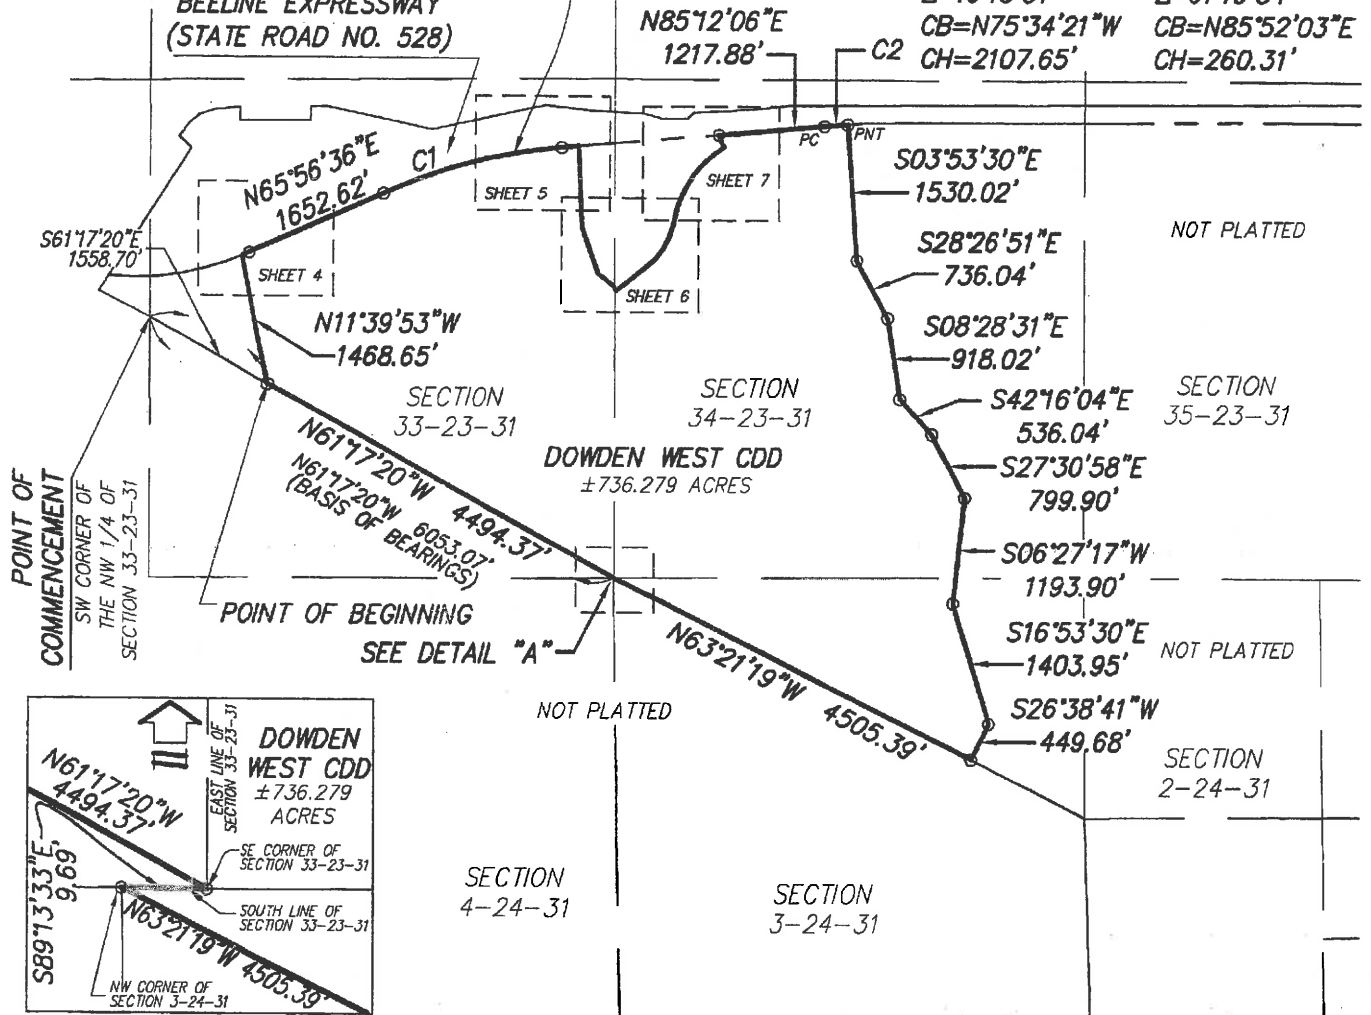 BEELINE EXPRESSWAY
(STATE ROAD NO. 528)
N85°12'06"E
1217.88'
C2
CB=N75°34'21"W
CH=2107.65'
CB=N85°52'03"E
CH=260.31'
PC
PNT
N65°56'36"E
1652.62'
C1
SHEET 5
SHEET 7
S03°53'30"E
1530.02'
NOT PLATTED
S61°17'20"E
1558.70'
SHEET 4
SHEET 6
S28°26'51"E
736.04'
N11°39'53"W
1468.65'
S08°28'31"E
918.02'
SECTION
33-23-31
SECTION
34-23-31
S42°16'04"E
536.04'
SECTION
35-23-31
N61°17'20"W 4494.37'
N61°17'20"W 6053.07'
(BASIS OF BEARINGS)
DOWDEN WEST CDD
±736.279 ACRES
S27°30'58"E
799.90'
POINT OF
COMMENCEMENT
SW CORNER OF
THE NW 1/4 OF
SECTION 33-23-31
S06°27'17"W
1193.90'
POINT OF BEGINNING
SEE DETAIL "A"
N63°21'19"W 4505.39'
S16°53'30"E
1403.95'
NOT PLATTED
NOT PLATTED
S26°38'41"W
449.68'
SECTION
2-24-31
SECTION
4-24-31
SECTION
3-24-31
N61°17'20"W
4494.37'
EAST LINE OF
SECTION 33-23-31
DOWDEN
WEST CDD
±736.279
ACRES
S89°13'33"E
9.69'
SE CORNER OF
SECTION 33-23-31
SOUTH LINE OF
SECTION 33-23-31
N63°21'19"W 4505.39'
NW CORNER OF
SECTION 3-24-31